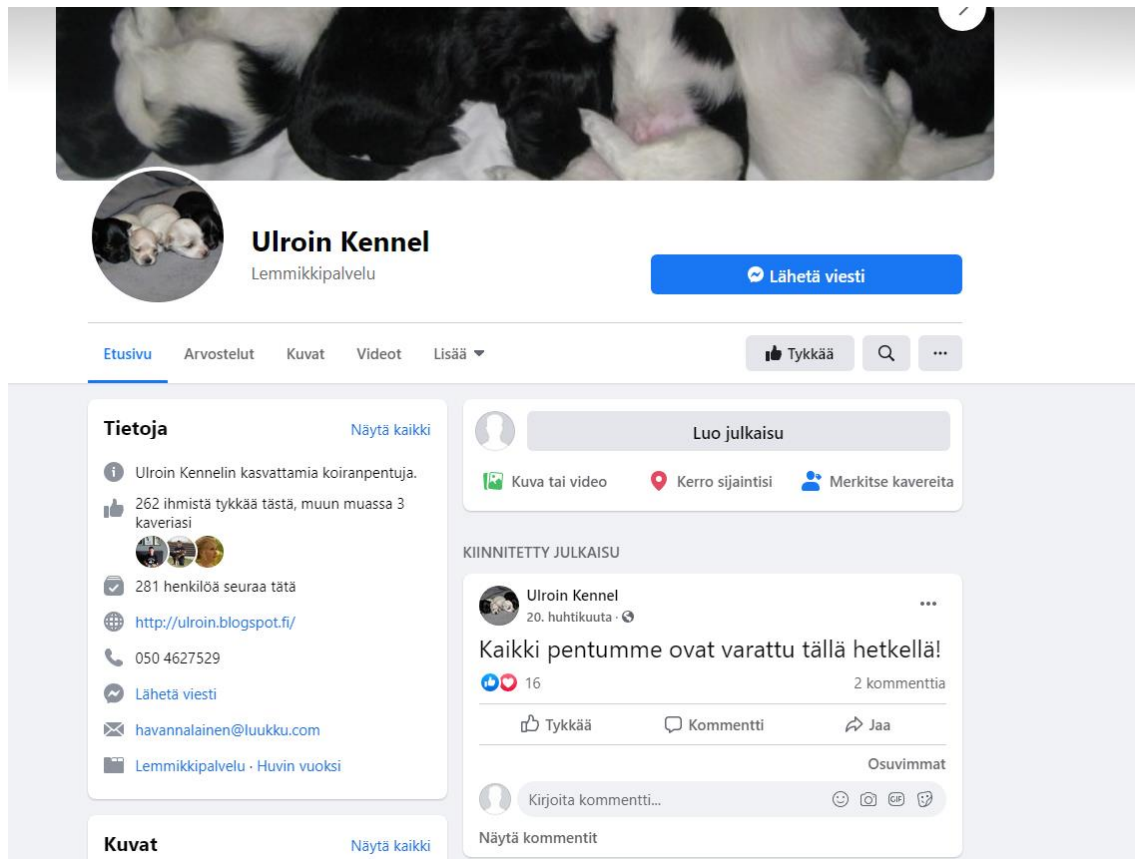 Ulroin Kennel
Lemmikkipalvelu
Lähetä viesti
Etusivu Arvostelut Kuvat Videot Lisää
Tykkää
Tietoja Näytä kaikki
Ulroin Kennelin kasvattamia koiranpentuja.
262 ihmistä tykkää tästä, muun muassa 3
kaveriasi
281 henkilöä seuraa tätä
http://ulroin.blogspot.fi/
050 4627529
Lähetä viesti
havannalainen@luukku.com
Lemmikkipalvelu · Huvin vuoksi
Kuvat Näytä kaikki
Luo julkaisu
Kuva tai video Kerro sijaintisi Merkitse kavereita
KIINNITETTY JULKAISU
Ulroin Kennel
20. huhtikuuta ·
Kaikki pentumme ovat varattu tällä hetkellä!
16 2 kommenttia
Tykkää Kommentti Jaa
Osuvimmat
Kirjoita kommentti...
GIF
Näytä kommentit